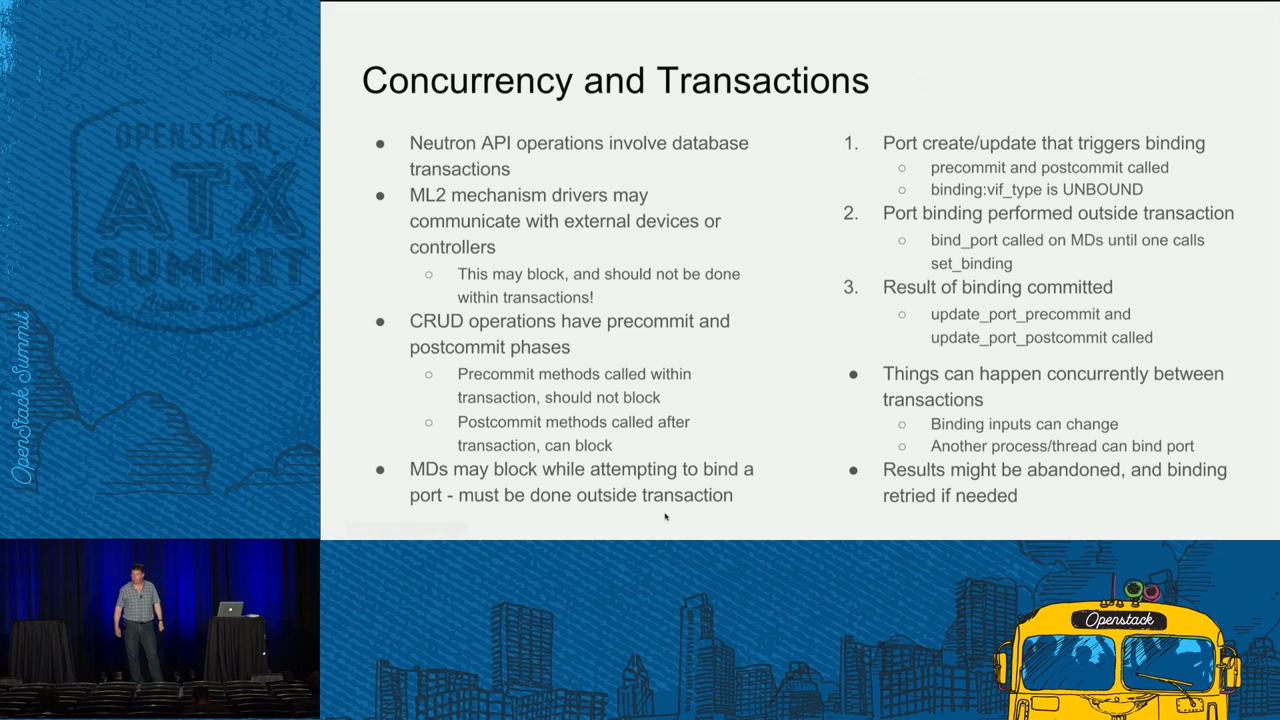 Concurrency and Transactions
● Neutron API operations involve database
transactions
● ML2 mechanism drivers may
communicate with external devices or
controllers
○ This may block, and should not be done
within transactions!
● CRUD operations have precommit and
postcommit phases
○ Precommit methods called within
transaction, should not block
○ Postcommit methods called after
transaction, can block
● MDs may block while attempting to bind a
port - must be done outside transaction
1. Port create/update that triggers binding
○ precommit and postcommit called
○ binding:vif_type is UNBOUND
2. Port binding performed outside transaction
○ bind_port called on MDs until one calls
set_binding
3. Result of binding committed
○ update_port_precommit and
update_port_postcommit called
● Things can happen concurrently between
transactions
○ Binding inputs can change
○ Another process/thread can bind port
● Results might be abandoned, and binding
retried if needed
OPENSTACK
ATX
SUMMIT
OpenStack Summit
Openstack